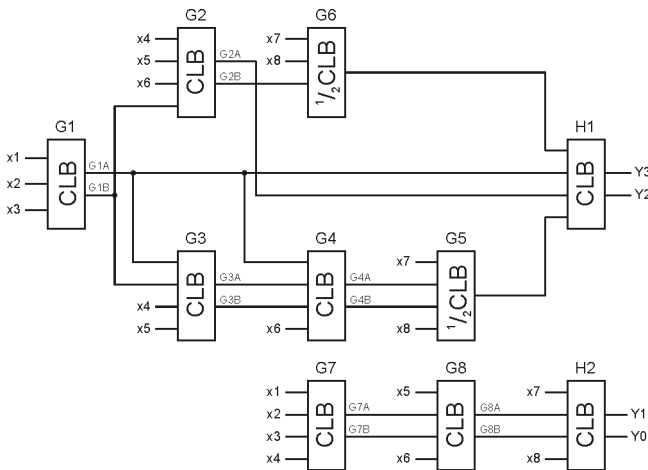 G2
x4
x5
x6
CLB
G2A
G2B
G6
x7
x8
1/2CLB
G1
x1
x2
x3
CLB
G1A
G1B
H1
CLB
Y3
Y2
G3
x4
x5
CLB
G3A
G3B
G4
x6
CLB
G4A
G4B
G5
x7
x8
1/2CLB
G7
x1
x2
x3
x4
CLB
G7A
G7B
G8
x5
x6
CLB
G8A
G8B
H2
x7
x8
CLB
Y1
Y0